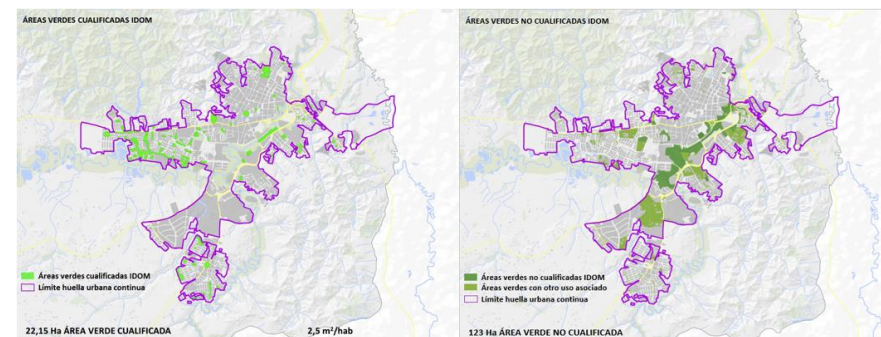 ÁREAS VERDES CUALIFICADAS IDOM
Áreas verdes cualificadas IDOM
Límite huella urbana continua
22,15 Ha ÁREA VERDE CUALIFICADA
2,5 m²/hab
ÁREAS VERDES NO CUALIFICADAS IDOM
Áreas verdes no cualificadas IDOM
Áreas verdes con otro uso asociado
Límite huella urbana continua
123 Ha ÁREA VERDE NO CUALIFICADA